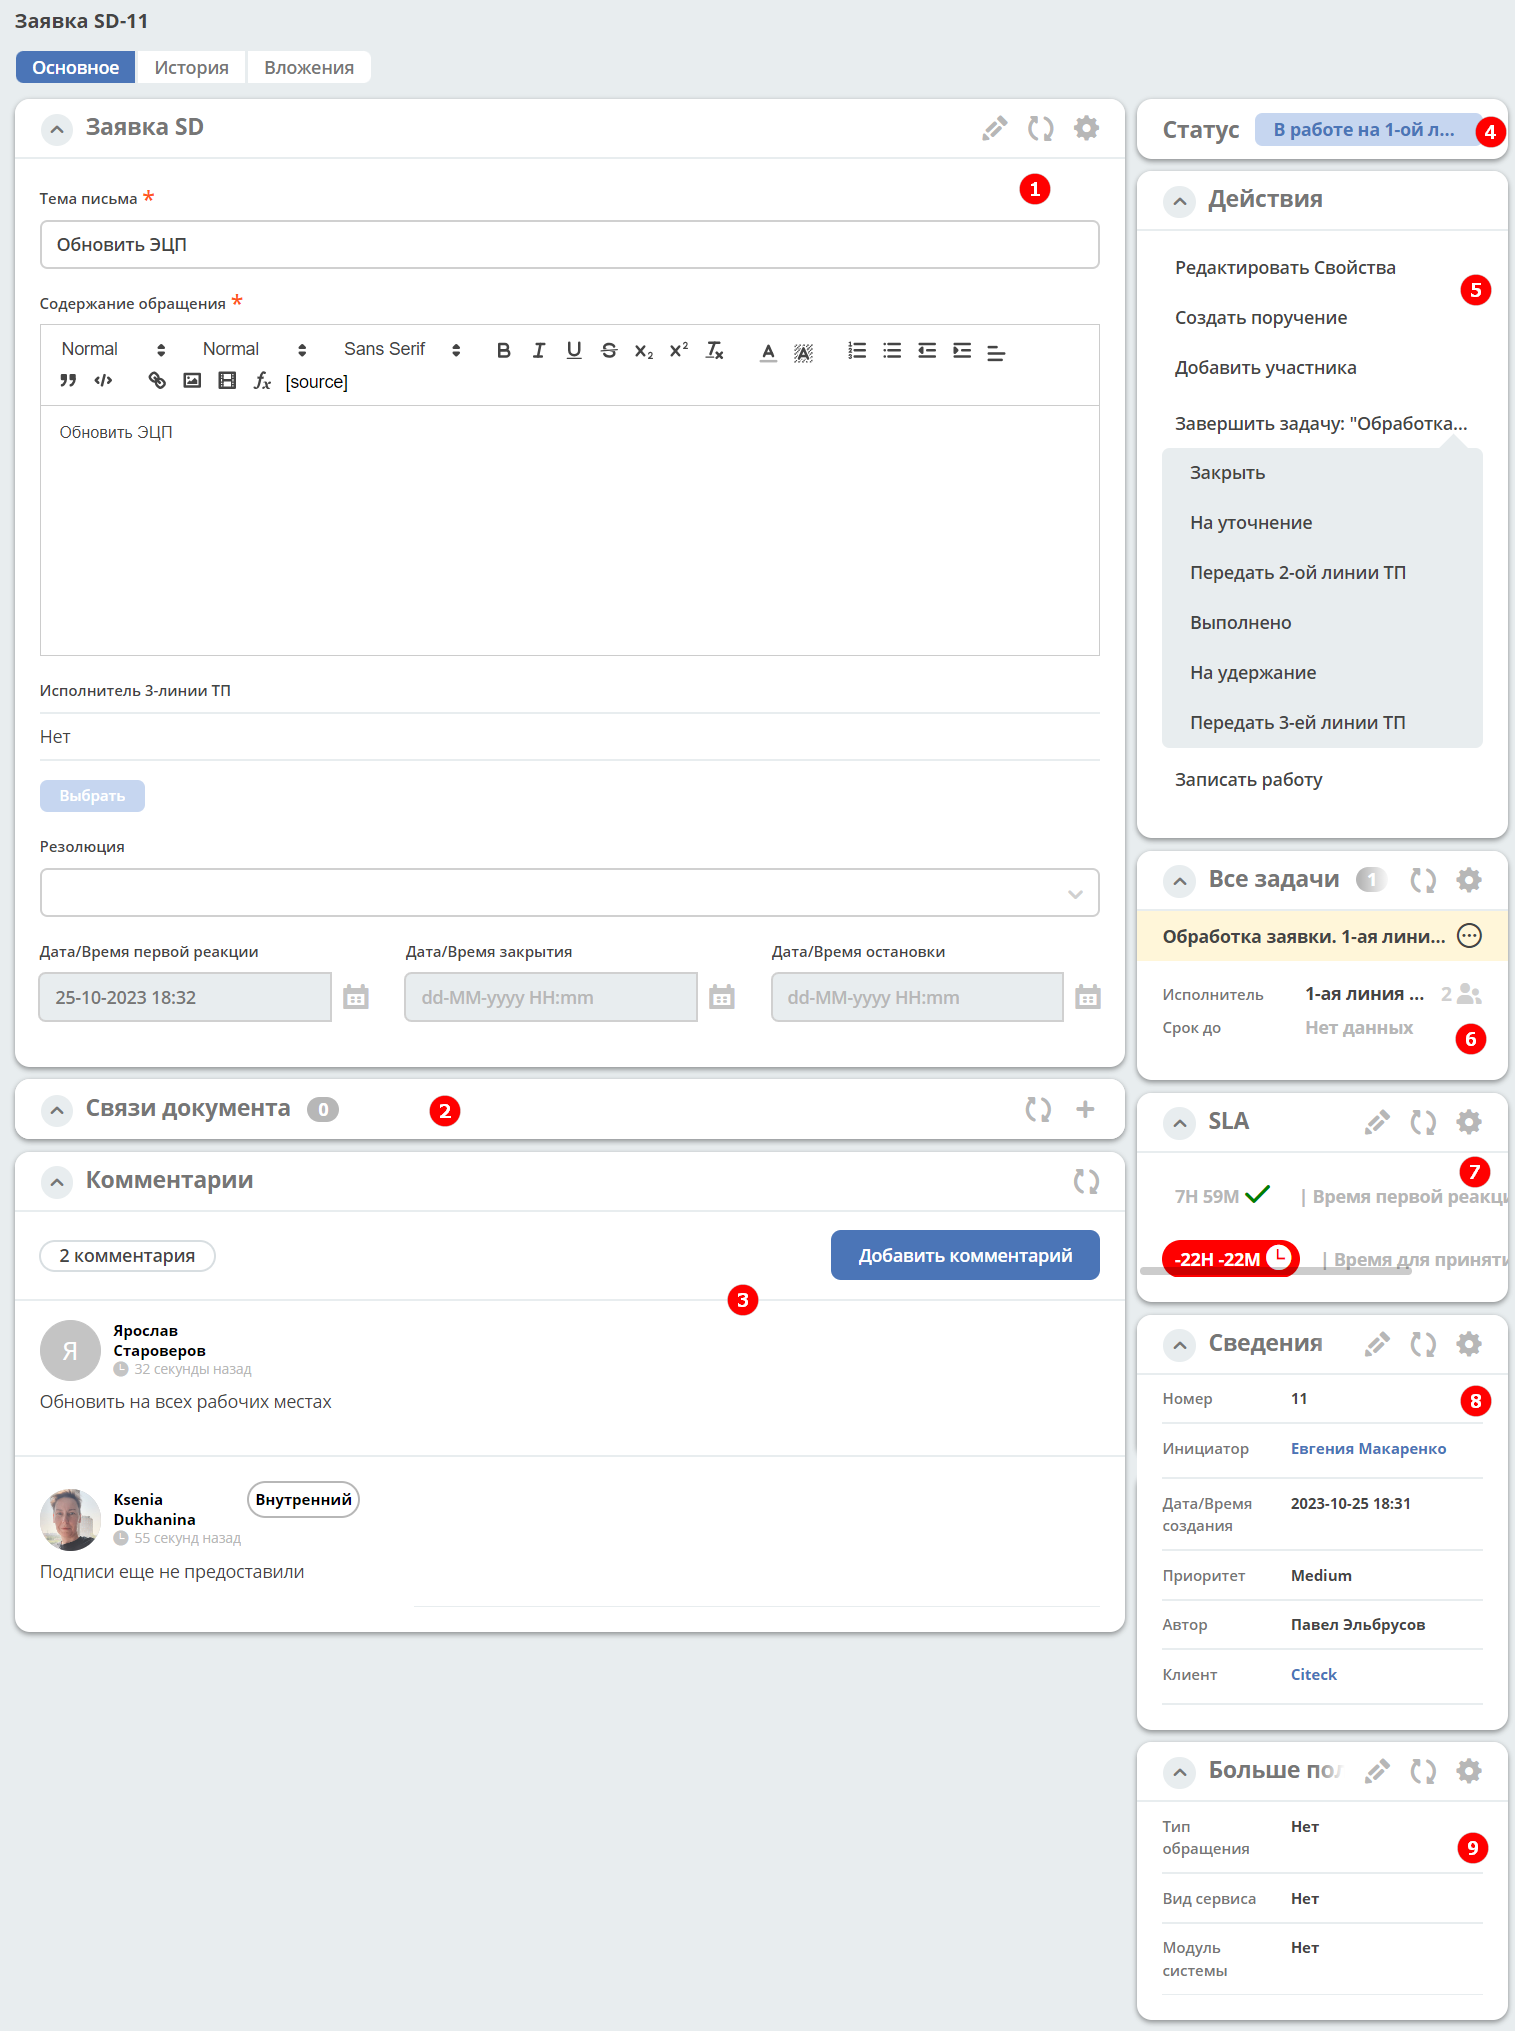 Заявка SD-11
Основное
История
Вложения
Заявка SD
1
Тема письма *
Обновить ЭЦП
Содержание обращения *
Normal Normal Sans Serif
[source]
Обновить ЭЦП
Исполнитель 3-линии ТП
Нет
Выбрать
Резолюция
Дата/Время первой реакции
25-10-2023 18:32
Дата/Время закрытия
dd-MM-yyyy HH:mm
Дата/Время остановки
dd-MM-yyyy HH:mm
Связи документа 0
2
Комментарии
2 комментария
Добавить комментарий
3
Я
Ярослав
Староверов
32 секунды назад
Обновить на всех рабочих местах
Ksenia
Dukhanina
Внутренний
55 секунд назад
Подписи еще не предоставили
Статус
В работе на 1-ой л...
4
Действия
Редактировать Свойства
5
Создать поручение
Добавить участника
Завершить задачу: "Обработка...
Закрыть
На уточнение
Передать 2-ой линии ТП
Выполнено
На удержание
Передать 3-ей линии ТП
Записать работу
Все задачи 1
Обработка заявки. 1-ая лини...
Исполнитель 1-ая линия ... 2
Срок до Нет данных
6
SLA
7
7H 59M | Время первой реакци
-22H -22M | Время для приняти
Сведения
Номер 11
8
Инициатор Евгения Макаренко
Дата/Время
создания
2023-10-25 18:31
Приоритет Medium
Автор Павел Эльбрусов
Клиент Citeck
Больше пол
Тип
обращения
Нет
9
Вид сервиса Нет
Модуль
системы
Нет